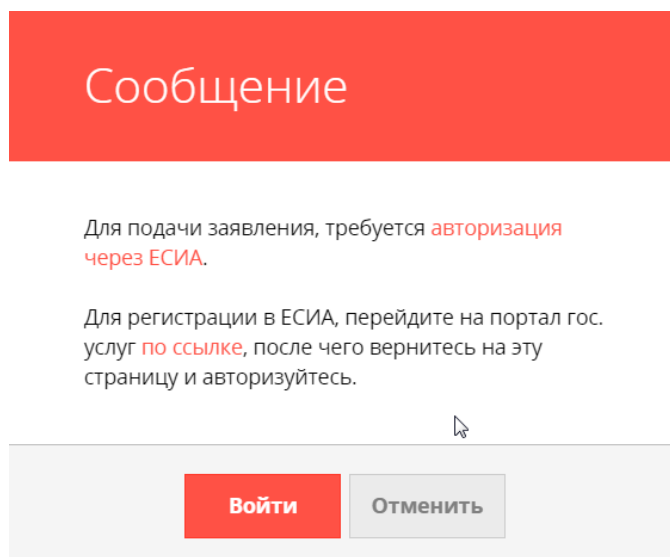 Сообщение
Для подачи заявления, требуется авторизация
через ЕСИА.
Для регистрации в ЕСИА, перейдите на портал гос.
услуг по ссылке, после чего вернитесь на эту
страницу и авторизуйтесь.
Войти
Отменить